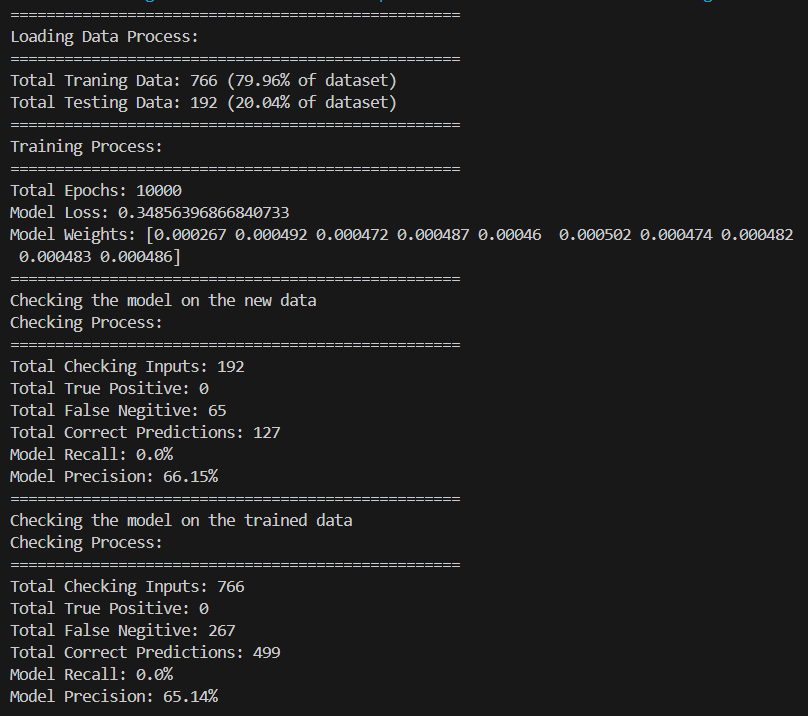 ==================================================
Loading Data Process:
==================================================
Total Traning Data: 766 (79.96% of dataset)
Total Testing Data: 192 (20.04% of dataset)
==================================================
Training Process:
==================================================
Total Epochs: 10000
Model Loss: 0.34856396866840733
Model Weights: [0.000267 0.000492 0.000472 0.000487 0.00046  0.000502 0.000474 0.000482
 0.000483 0.000486]
==================================================
Checking the model on the new data
Checking Process:
==================================================
Total Checking Inputs: 192
Total True Positive: 0
Total False Negitive: 65
Total Correct Predictions: 127
Model Recall: 0.0%
Model Precision: 66.15%
==================================================
Checking the model on the trained data
Checking Process:
==================================================
Total Checking Inputs: 766
Total True Positive: 0
Total False Negitive: 267
Total Correct Predictions: 499
Model Recall: 0.0%
Model Precision: 65.14%